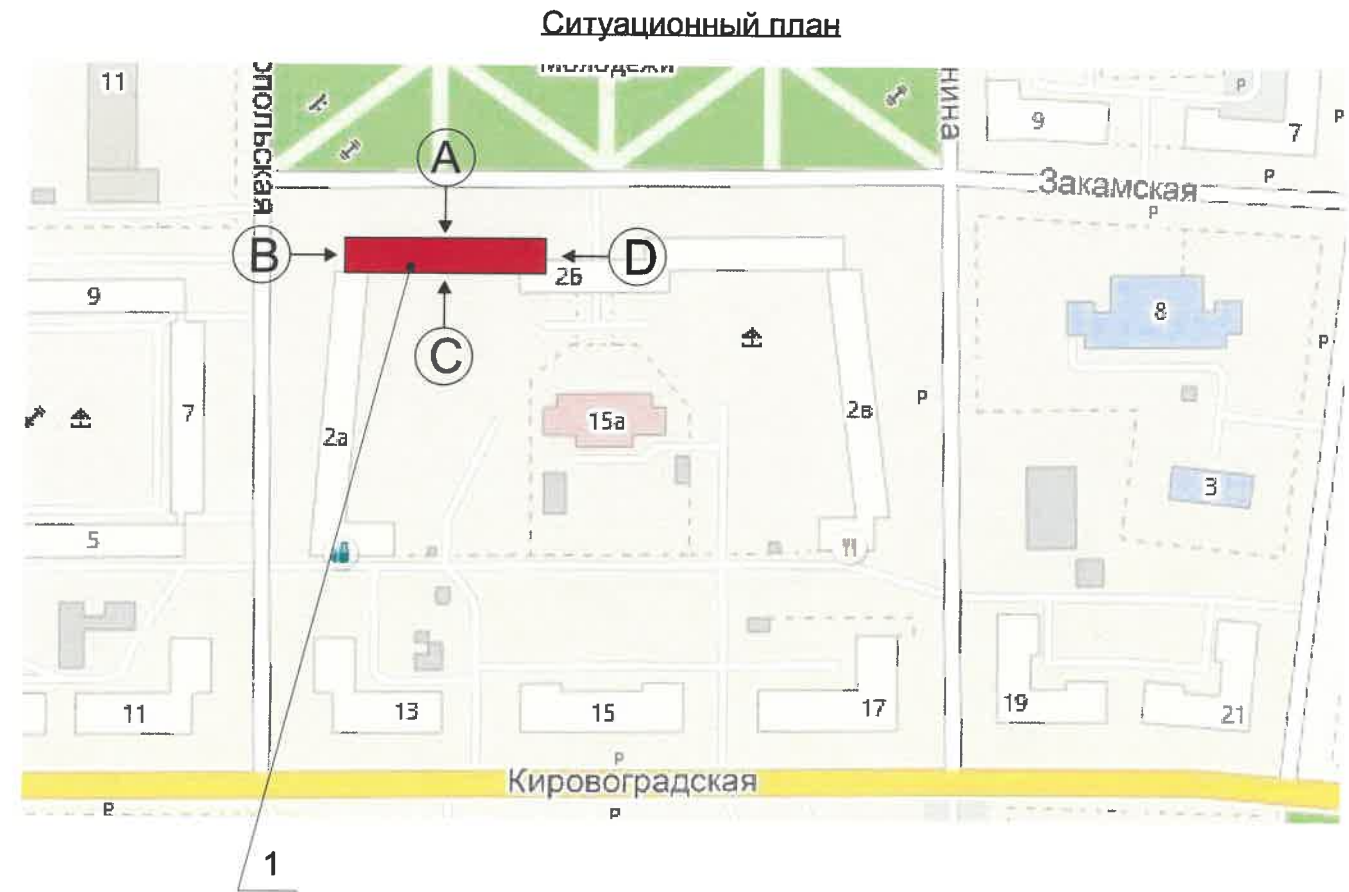 Ситуационный план
11
опольская
Молодежи
нина
Р
9
7
Р
Закамская
Р
Р
A
B
D
C
2Б
9
8
Р
7
2а
15а
2в
Р
3
5
11
13
15
17
19
21
Р
Кировоградская
Р
Р
1